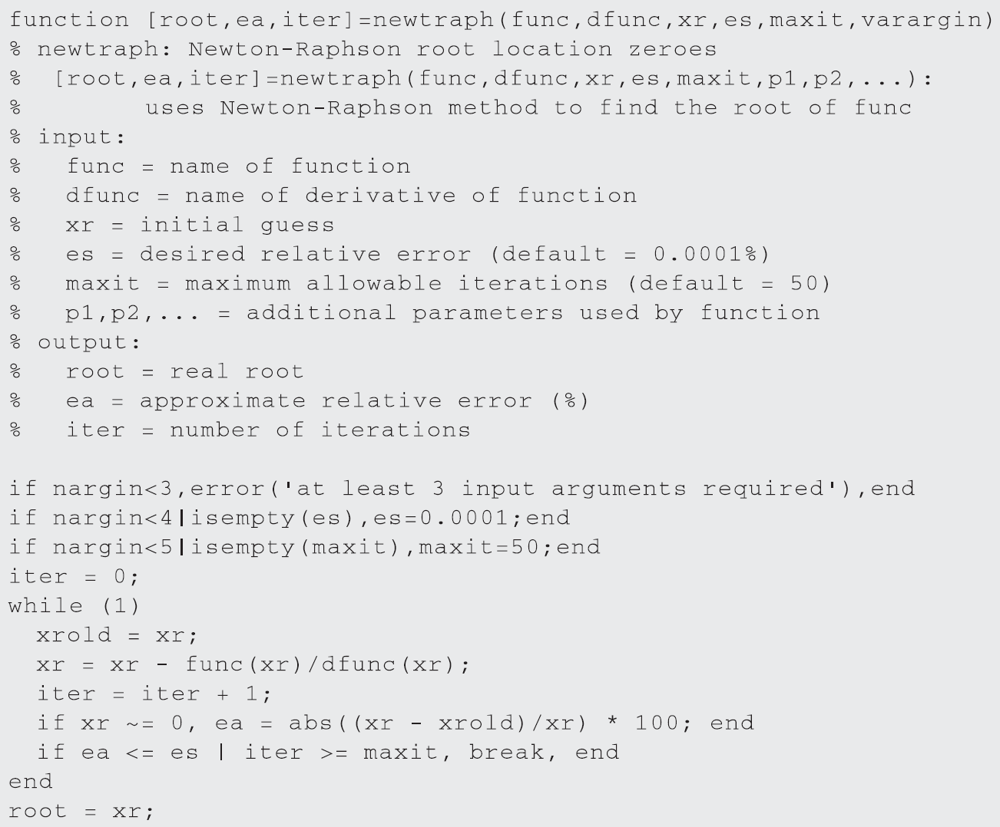 function [root,ea,iter]=newtraph(func,dfunc,xr,es,maxit,varargin)
% newtraph: Newton-Raphson root location zeroes
%  [root,ea,iter]=newtraph(func,dfunc,xr,es,maxit,p1,p2,...):
%        uses Newton-Raphson method to find the root of func
% input:
%   func = name of function
%   dfunc = name of derivative of function
%   xr = initial guess
%   es = desired relative error (default = 0.0001%)
%   maxit = maximum allowable iterations (default = 50)
%   p1,p2,... = additional parameters used by function
% output:
%   root = real root
%   ea = approximate relative error (%)
%   iter = number of iterations

if nargin<3,error('at least 3 input arguments required'),end
if nargin<4|isempty(es),es=0.0001;end
if nargin<5|isempty(maxit),maxit=50;end
iter = 0;
while (1)
  xrold = xr;
  xr = xr - func(xr)/dfunc(xr);
  iter = iter + 1;
  if xr ~= 0, ea = abs((xr - xrold)/xr) * 100; end
  if ea <= es | iter >= maxit, break, end
end
root = xr;